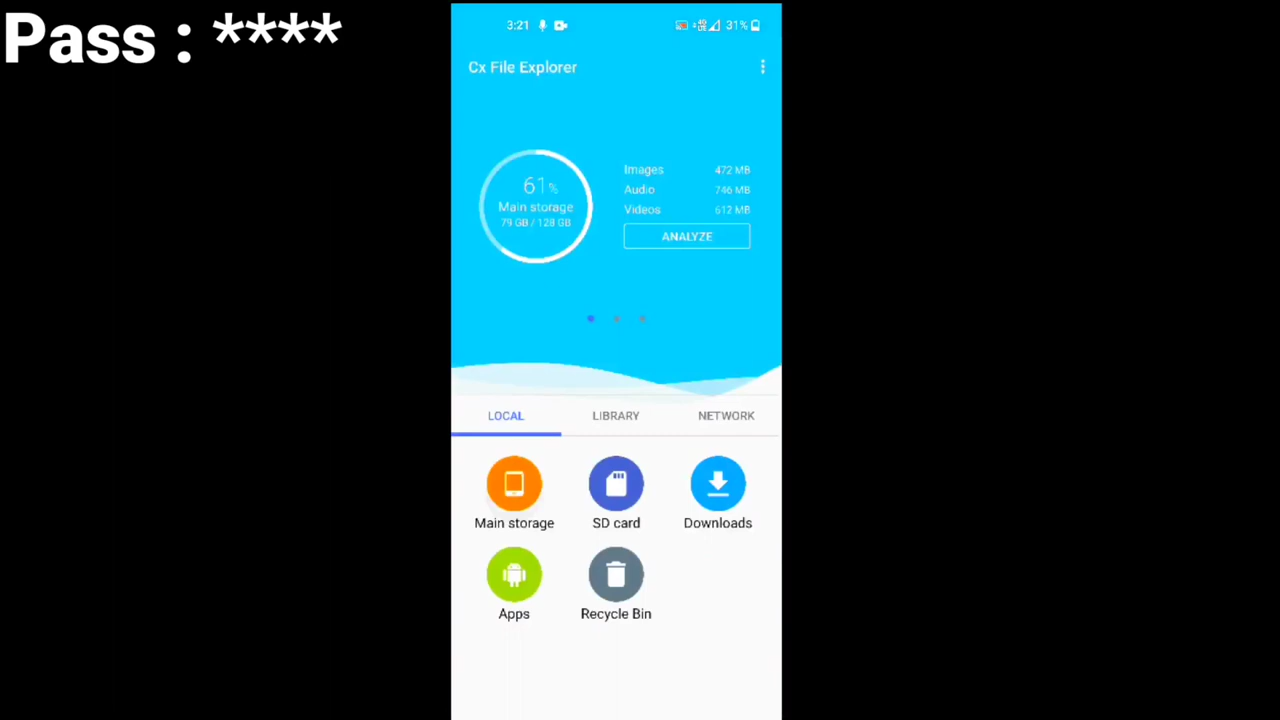 Pass : ****
3:21
31%
Cx File Explorer
61%
Main storage
79 GB / 128 GB
Images 472 MB
Audio 746 MB
Videos 612 MB
ANALYZE
LOCAL LIBRARY NETWORK
Main storage SD card Downloads
Apps Recycle Bin